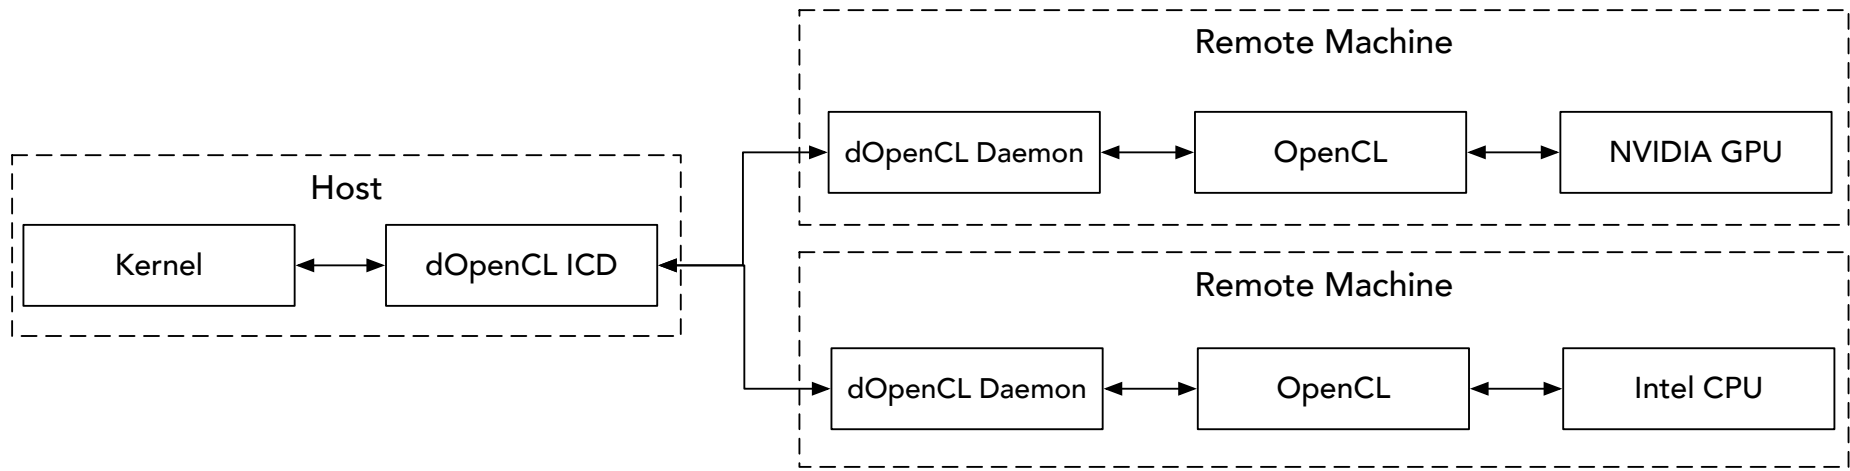 Host
Kernel
dOpenCL ICD
Remote Machine
dOpenCL Daemon
OpenCL
NVIDIA GPU
Remote Machine
dOpenCL Daemon
OpenCL
Intel CPU